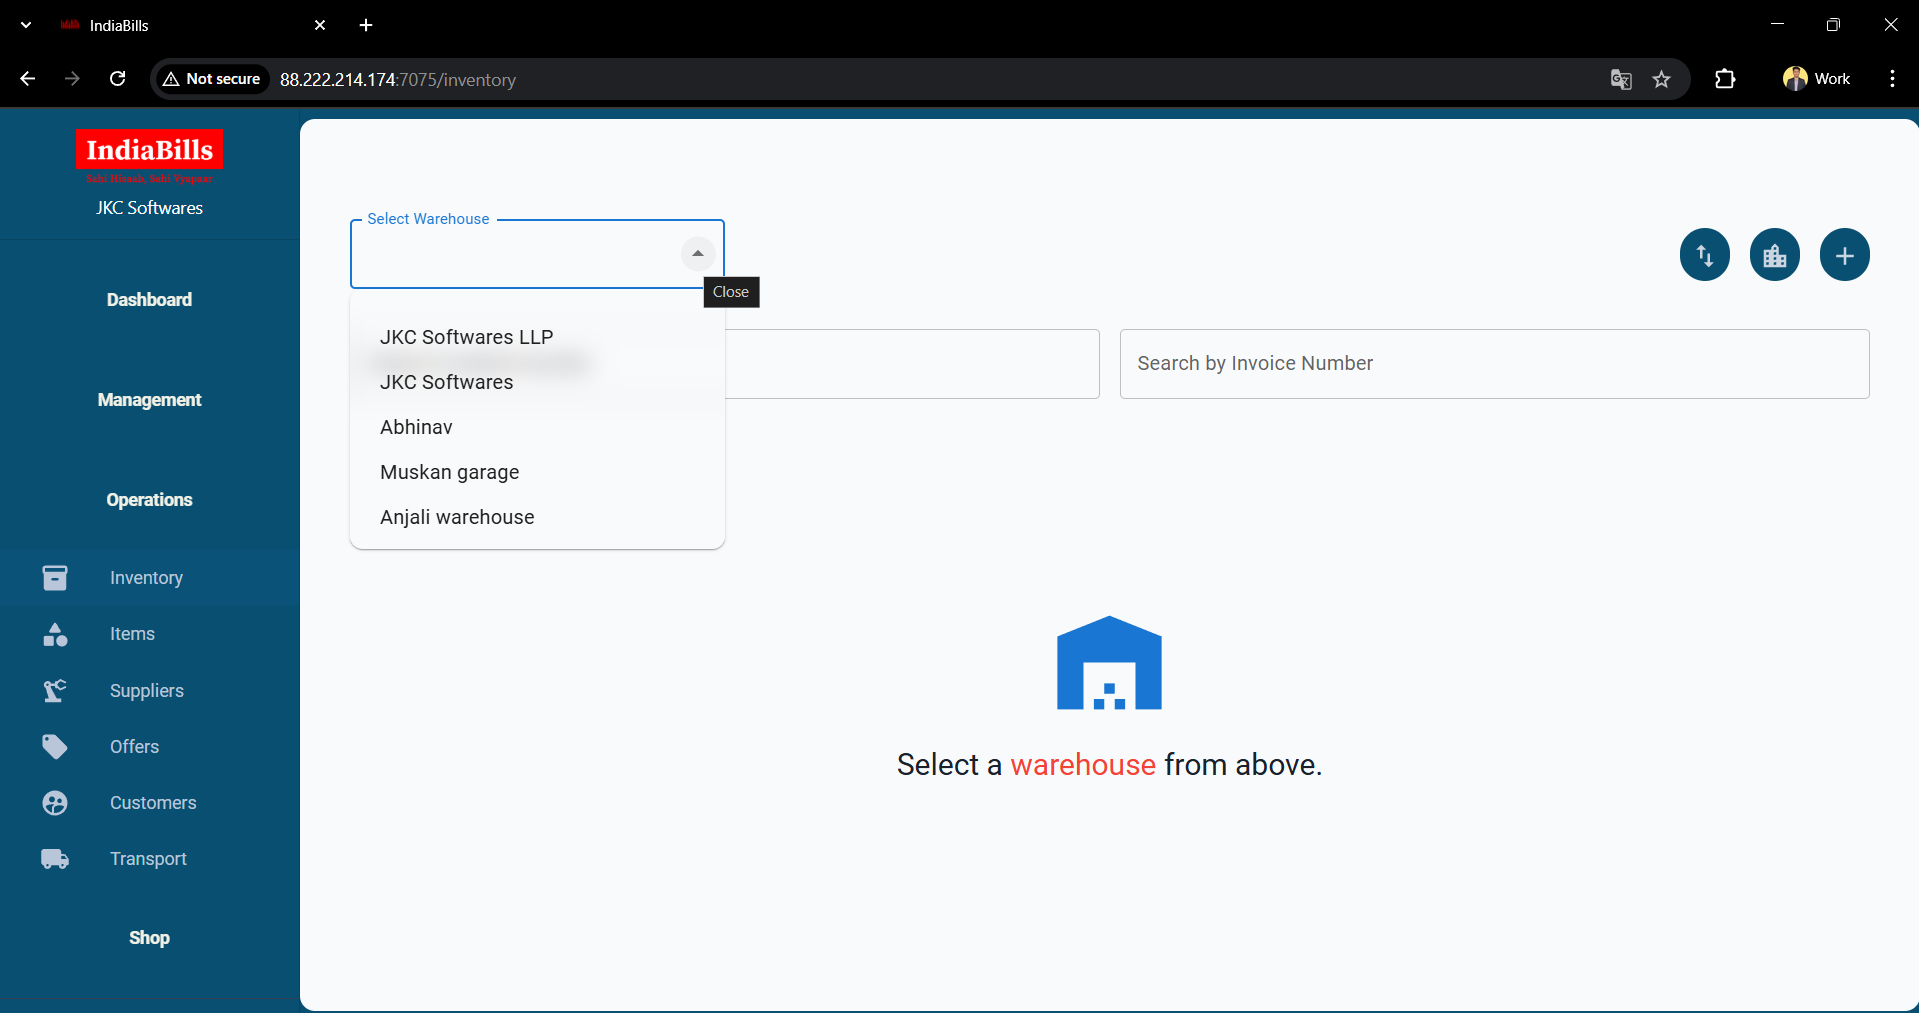 IndiaBills
Not secure
88.222.214.174:7075/inventory
Work
IndiaBills
Sahi Hisaab, Sahi Vyapaar
JKC Softwares
Dashboard
Management
Operations
Inventory
Items
Suppliers
Offers
Customers
Transport
Shop
Select Warehouse
Close
JKC Softwares LLP
JKC Softwares
Abhinav
Muskan garage
Anjali warehouse
Search by Invoice Number
Select a warehouse from above.